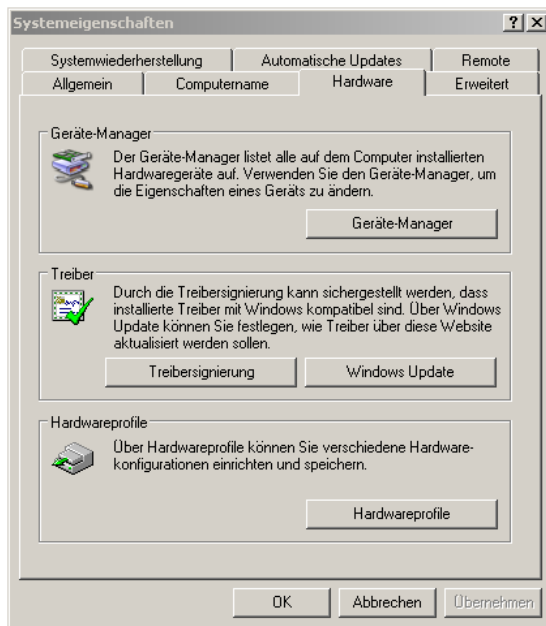 Systemeigenschaften
Systemwiederherstellung Automatische Updates Remote
Allgemein Computername Hardware Erweitert
Geräte-Manager
Der Geräte-Manager listet alle auf dem Computer installierten
Hardwaregeräte auf. Verwenden Sie den Geräte-Manager, um
die Eigenschaften eines Geräts zu ändern.
Geräte-Manager
Treiber
Durch die Treibersignierung kann sichergestellt werden, dass
installierte Treiber mit Windows kompatibel sind. Über Windows
Update können Sie festlegen, wie Treiber über diese Website
aktualisiert werden sollen.
Treibersignierung Windows Update
Hardwareprofile
Über Hardwareprofile können Sie verschiedene Hardware-
konfigurationen einrichten und speichern.
Hardwareprofile
OK Abbrechen Übernehmen